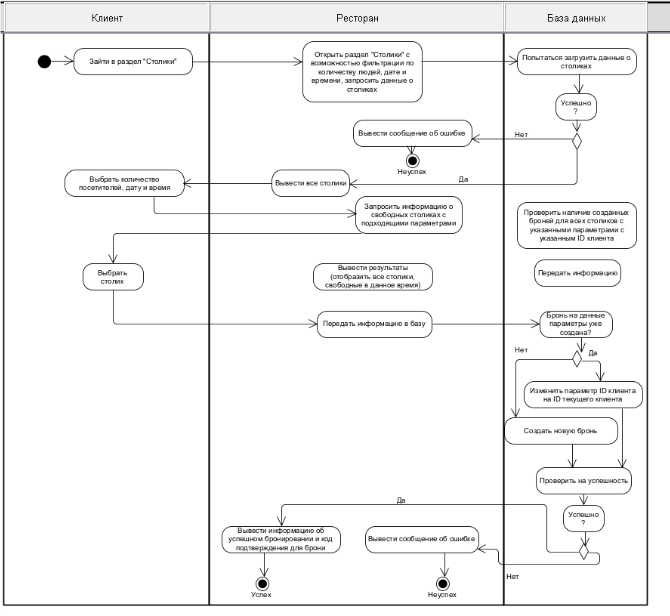 Клиент
Ресторан
База данных
Зайти в раздел "Столики"
Открыть раздел "Столики" с
возможностью фильтрации по
количеству людей, дате и
времени, запросить данные о
столиках
Попытаться загрузить данные о
столиках
Успешно
?
Нет
Вывести сообщение об ошибке
Неуспех
Да
Вывести все столики
Выбрать количество
посетителей, дату и время
Запросить информацию о
свободных столиках с
подходящими параметрами
Проверить наличие созданных
броней для всех столиков с
указанными параметрами с
указанным ID клиента
Выбрать
столик
Вывести результаты
(отобразить все столики,
свободные в данное время)
Передать информацию
Передать информацию в базу
Бронь на данные
параметры уже
создана?
Нет
Да
Изменить параметр ID клиента
на ID текущего клиента
Создать новую бронь
Проверить на успешность
Да
Успешно
?
Вывести информацию об
успешном бронировании и код
подтверждения для брони
Вывести сообщение об ошибке
Нет
Успех
Неуспех